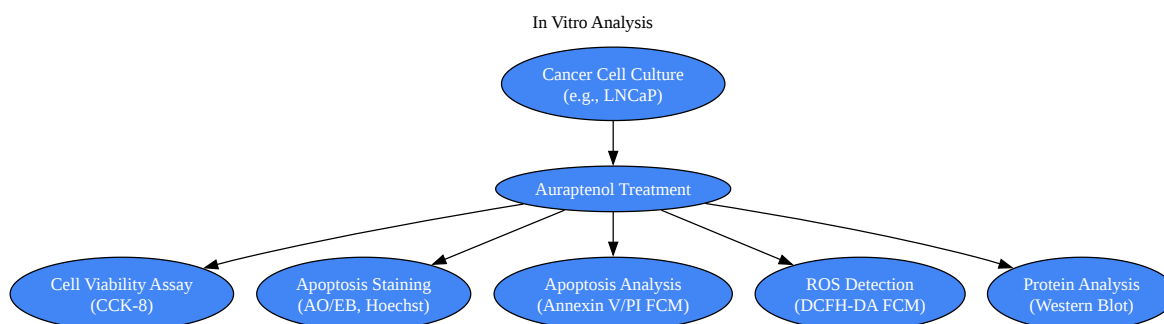 In Vitro Analysis
Cancer Cell Culture
(e.g., LNCaP)
Auraptenol Treatment
Cell Viability Assay
(CCK-8)
Apoptosis Staining
(AO/EB, Hoechst)
Apoptosis Analysis
(Annexin V/PI FCM)
ROS Detection
(DCFH-DA FCM)
Protein Analysis
(Western Blot)